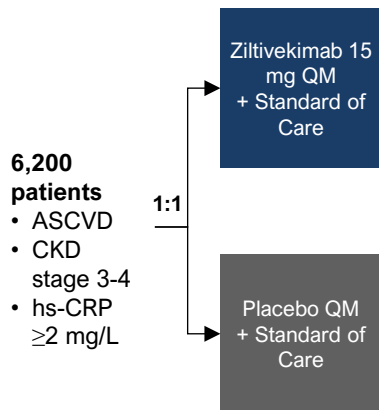 Ziltivekimab 15
mg QM
+ Standard of
Care
6,200
patients
• ASCVD
• CKD
stage 3-4
• hs-CRP
≥2 mg/L
1:1
Placebo QM
+ Standard of
Care